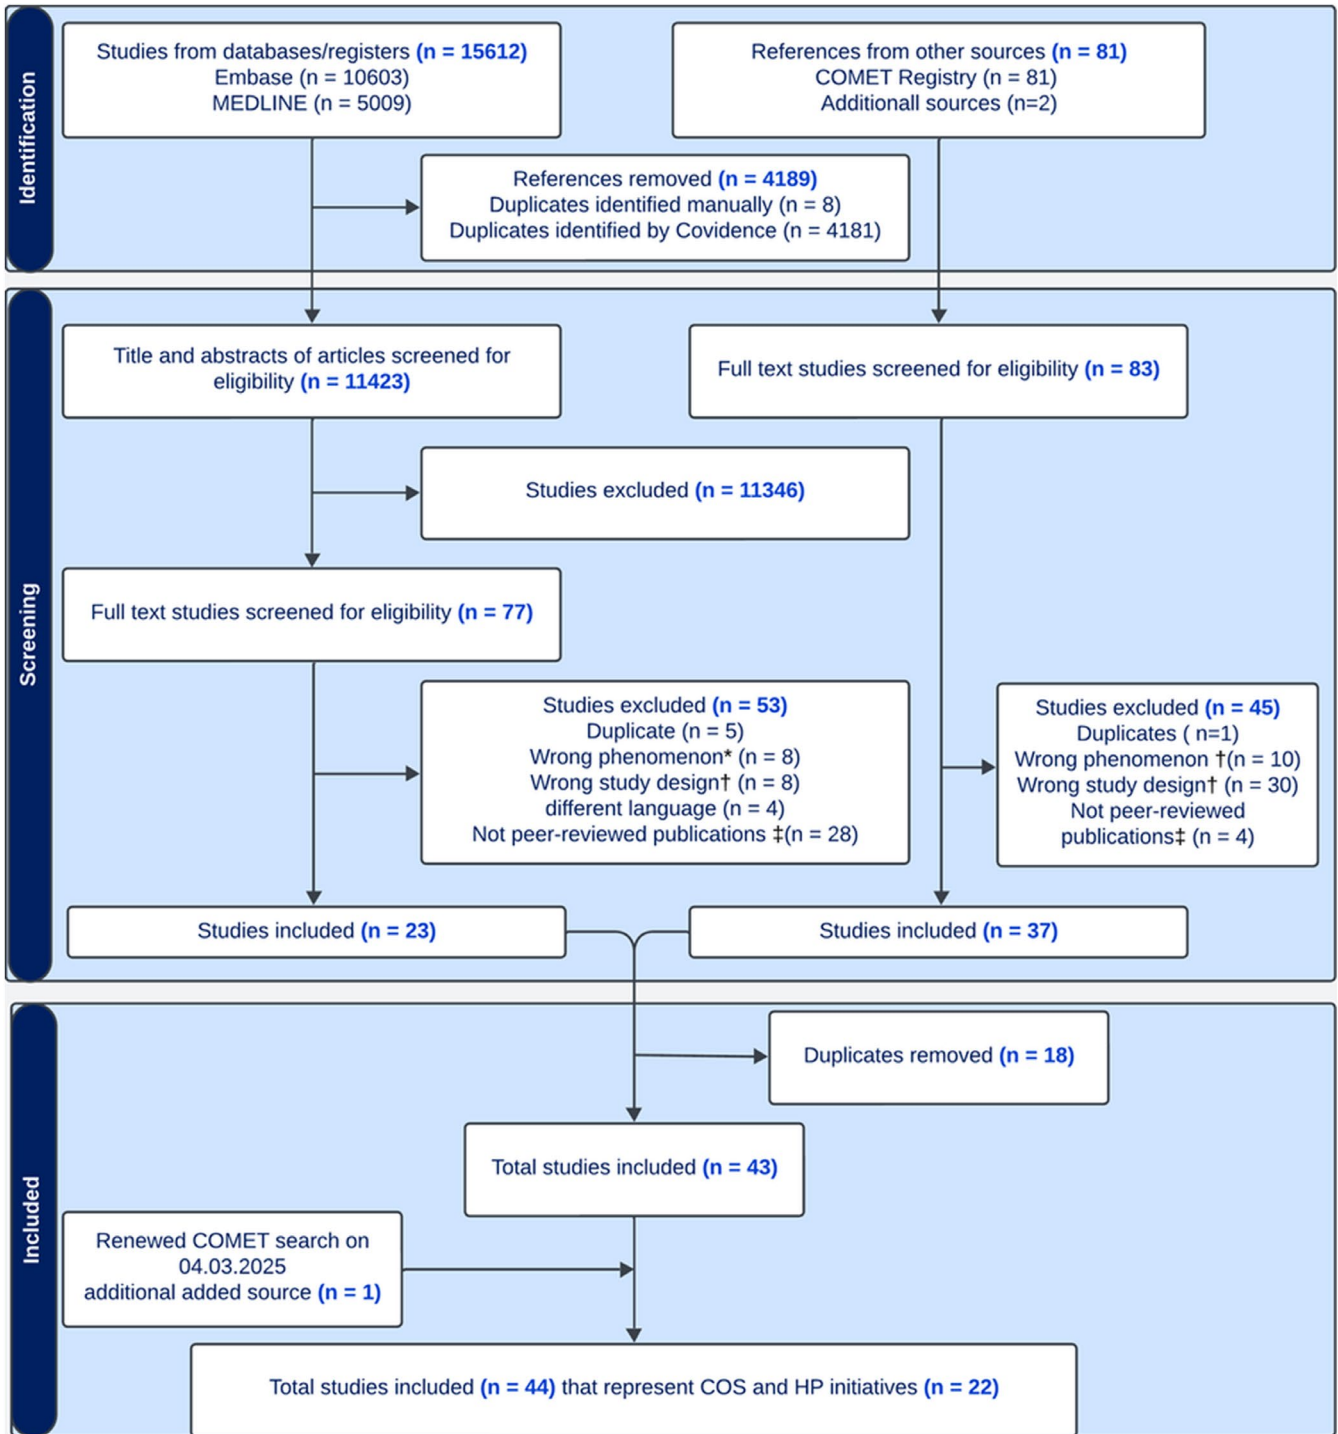 Identification
Studies from databases/registers (n = 15612)
Embase (n = 10603)
MEDLINE (n = 5009)
References from other sources (n = 81)
COMET Registry (n = 81)
Additionall sources (n=2)
References removed (n = 4189)
Duplicates identified manually (n = 8)
Duplicates identified by Covidence (n = 4181)
Screening
Title and abstracts of articles screened for
eligibility (n = 11423)
Full text studies screened for eligibility (n = 83)
Studies excluded (n = 11346)
Full text studies screened for eligibility (n = 77)
Studies excluded (n = 53)
Duplicate (n = 5)
Wrong phenomenon* (n = 8)
Wrong study design† (n = 8)
different language (n = 4)
Not peer-reviewed publications ‡(n = 28)
Studies excluded (n = 45)
Duplicates ( n=1)
Wrong phenomenon †(n = 10)
Wrong study design† (n = 30)
Not peer-reviewed
publications‡ (n = 4)
Studies included (n = 23)
Studies included (n = 37)
Included
Duplicates removed (n = 18)
Total studies included (n = 43)
Renewed COMET search on
04.03.2025
additional added source (n = 1)
Total studies included (n = 44) that represent COS and HP initiatives (n = 22)